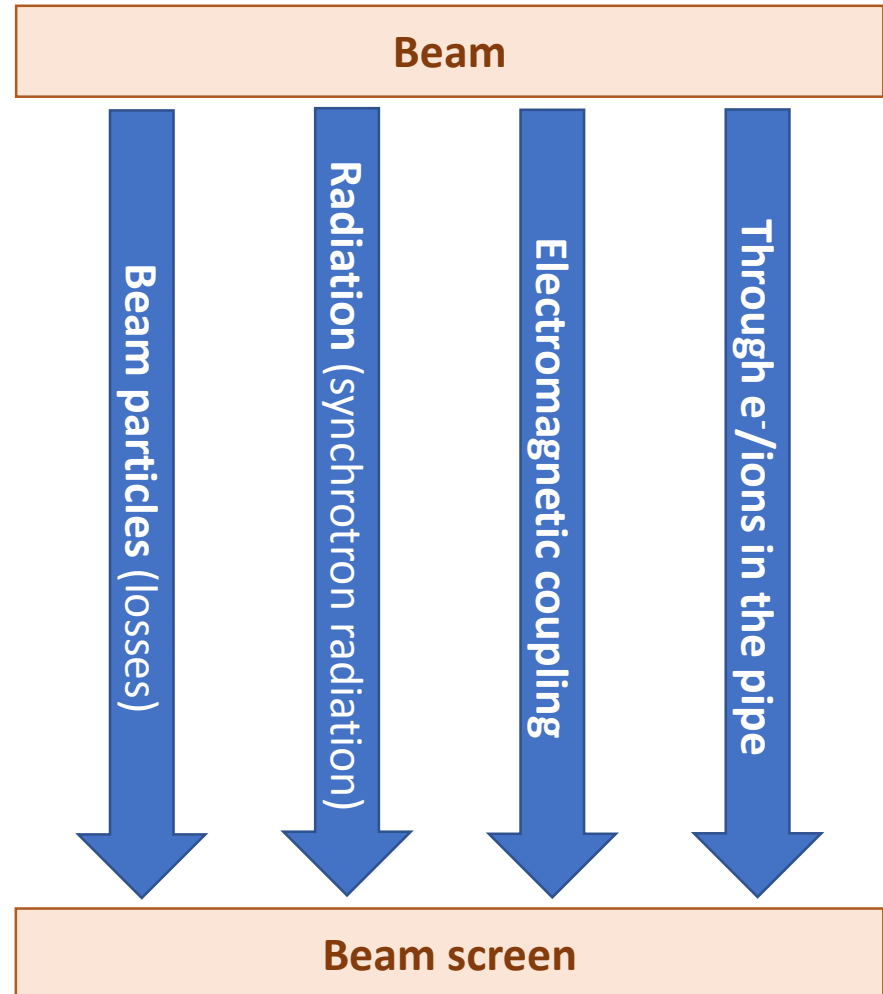 Beam
Beam particles (losses)
Radiation (synchrotron radiation)
Electromagnetic coupling
Through e⁻/ions in the pipe
Beam screen